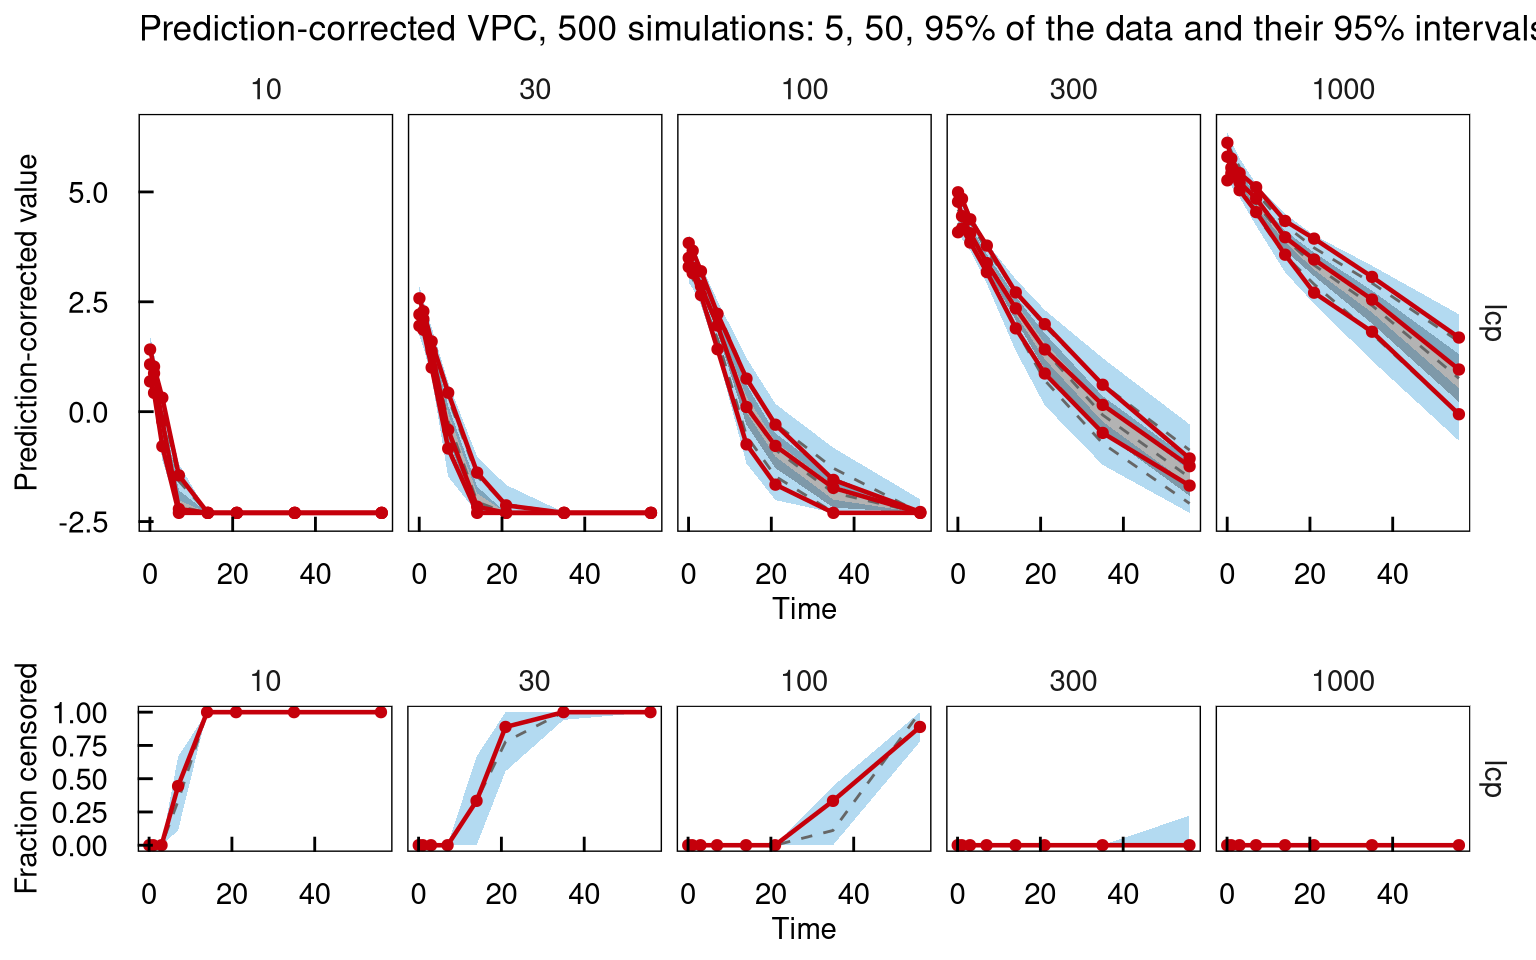 Prediction-corrected VPC, 500 simulations: 5, 50, 95% of the data and their 95% intervals
10 30 100 300 1000
Prediction-corrected value
5.0
2.5
0.0
-2.5
lcp
0 20 40 0 20 40 0 20 40 0 20 40 0 20 40
Time
10 30 100 300 1000
Fraction censored
1.00
0.75
0.50
0.25
0.00
lcp
0 20 40 0 20 40 0 20 40 0 20 40 0 20 40
Time